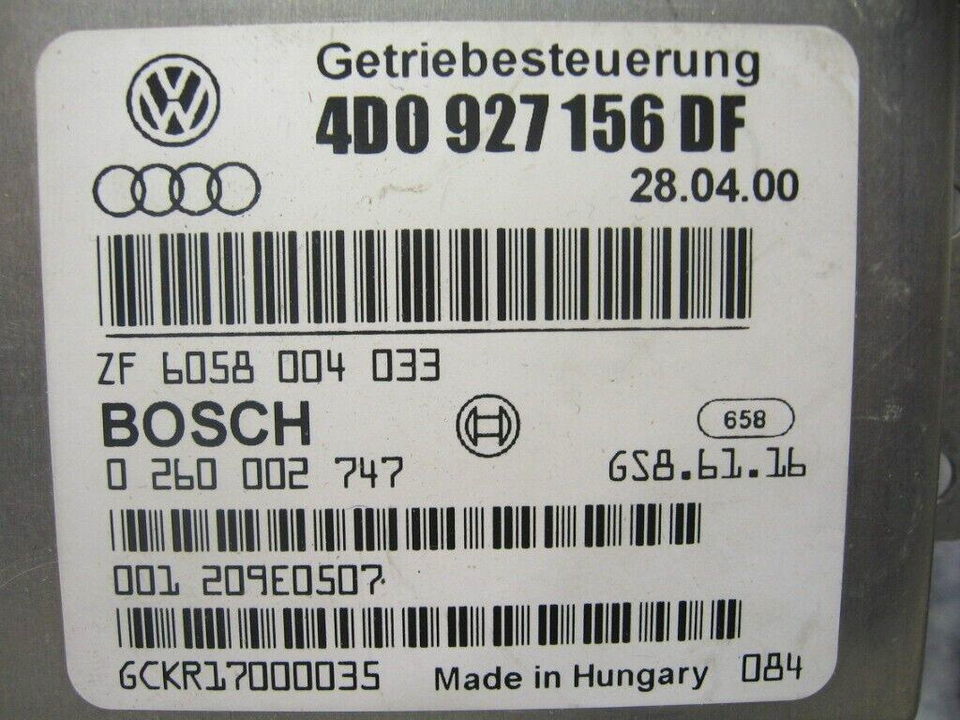 Getriebesteuerung
4D0 927 156 DF
28.04.00
ZF 6058 004 033
BOSCH 658
0 260 002 747 GS8.61.16
001 209E0507
GCKR17000035 Made in Hungary 084